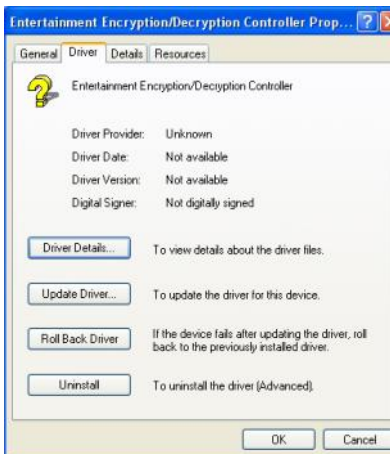 Entertainment Encryption/Decryption Controller Prop...
General Driver Details Resources
Entertainment Encryption/Decryption Controller
Driver Provider: Unknown
Driver Date: Not available
Driver Version: Not available
Digital Signer: Not digitally signed
Driver Details... To view details about the driver files.
Update Driver... To update the driver for this device.
Roll Back Driver If the device fails after updating the driver, roll
back to the previously installed driver.
Uninstall To uninstall the driver (Advanced).
OK Cancel